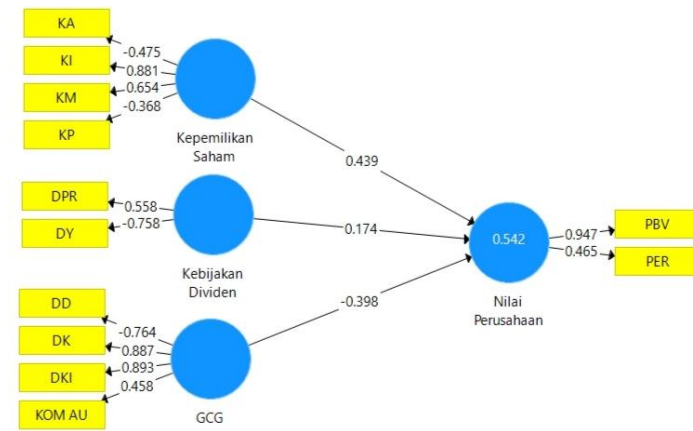 KA
KI
KM
KP
-0.475
0.881
0.654
-0.368
Kepemilikan
Saham
0.439
DPR
DY
0.558
-0.758
Kebijakan
Dividen
0.174
DD
DK
DKI
KOM AU
-0.764
0.887
0.893
0.458
GCG
-0.398
0.542
Nilai
Perusahaan
0.947
0.465
PBV
PER